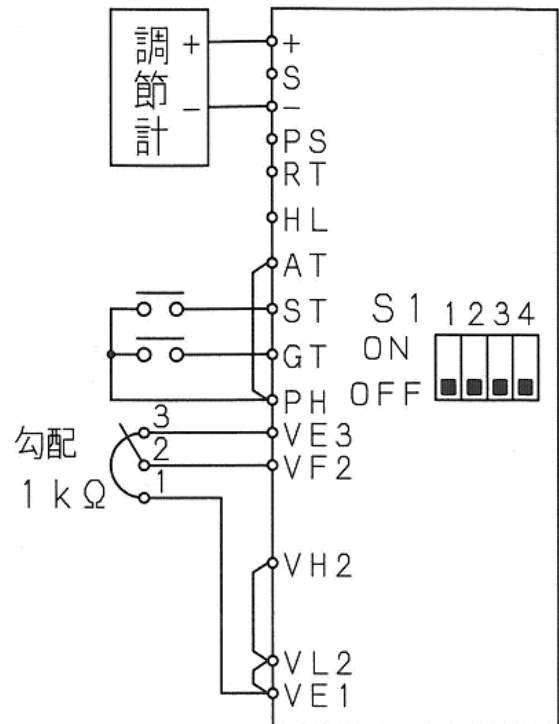 調節計
+
−
+
S
−
PS
RT
HL
AT
ST
GT
PH
VE3
VF2
VH2
VL2
VE1
S1 1234
ON
OFF
勾配
1kΩ
3
2
1